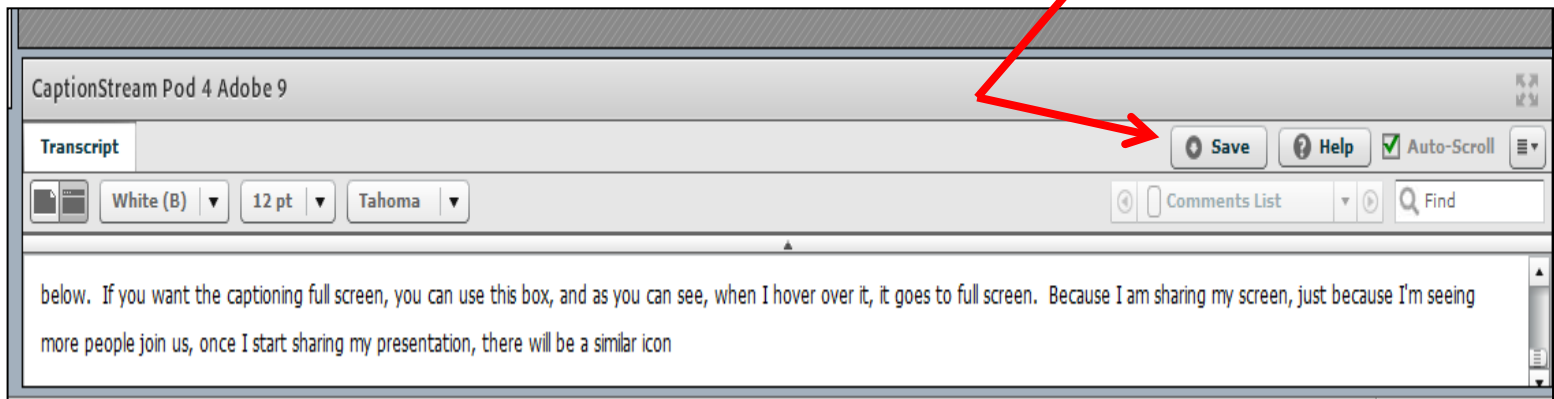 CaptionStream Pod 4 Adobe 9
Transcript
Save
Help
Auto-Scroll
White (B)
12 pt
Tahoma
Comments List
Find
below.  If you want the captioning full screen, you can use this box, and as you can see, when I hover over it, it goes to full screen.  Because I am sharing my screen, just because I'm seeing
more people join us, once I start sharing my presentation, there will be a similar icon